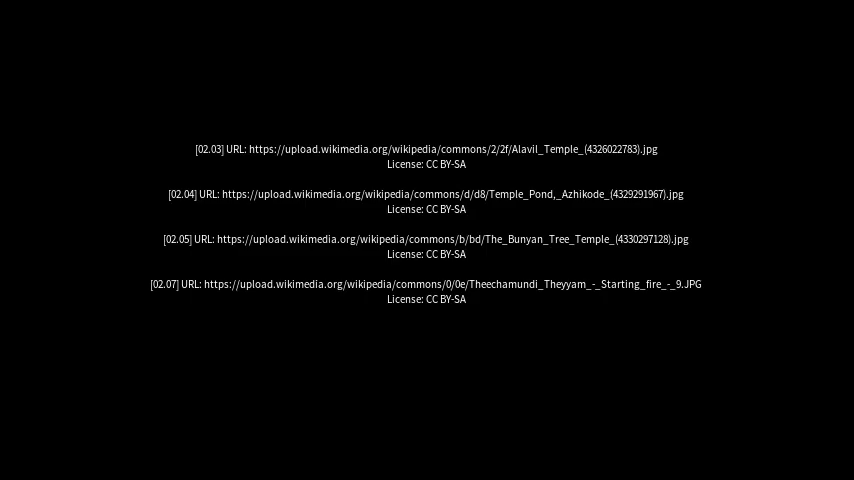 [02.03] URL: https://upload.wikimedia.org/wikipedia/commons/2/2f/Alavil_Temple_(4326022783).jpg
License: CC BY-SA
[02.04] URL: https://upload.wikimedia.org/wikipedia/commons/d/d8/Temple_Pond,_Azhikode_(4329291967).jpg
License: CC BY-SA
[02.05] URL: https://upload.wikimedia.org/wikipedia/commons/b/bd/The_Bunyan_Tree_Temple_(4330297128).jpg
License: CC BY-SA
[02.07] URL: https://upload.wikimedia.org/wikipedia/commons/0/0e/Theechamundi_Theyyam_-_Starting_fire_-_9.JPG
License: CC BY-SA